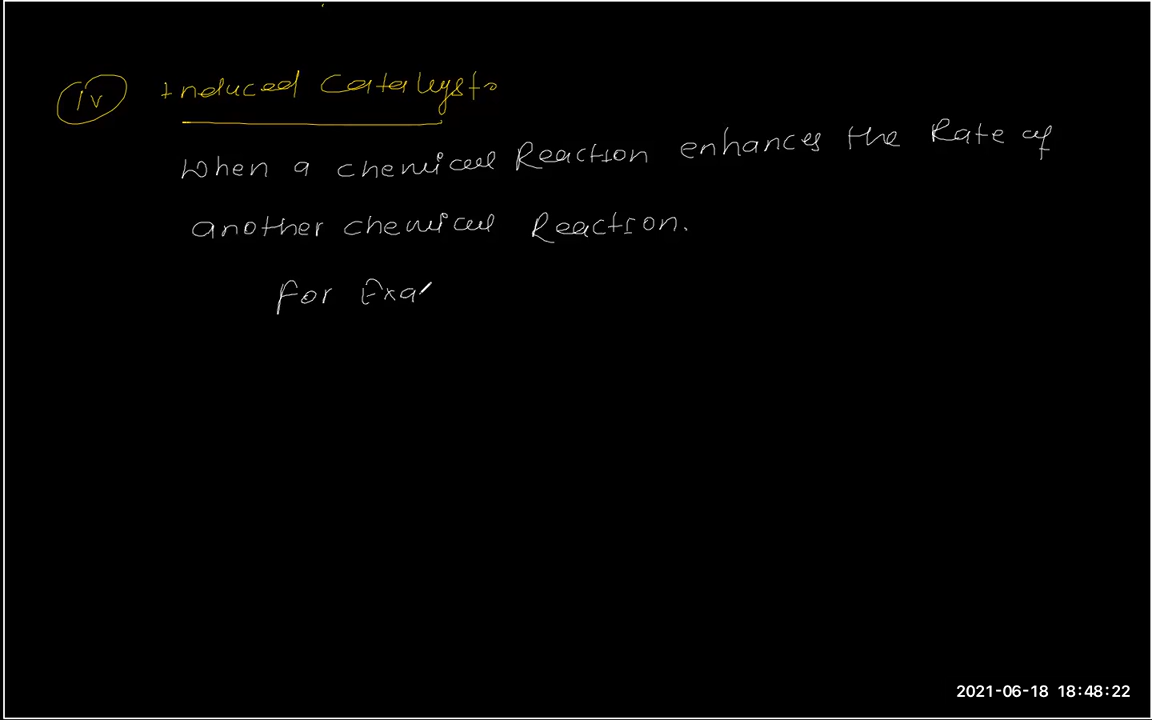 iv Induced Catalyst
When a chemical Reaction enhances the Rate of
another chemical Reaction.
For Exa
2021-06-18 18:48:22